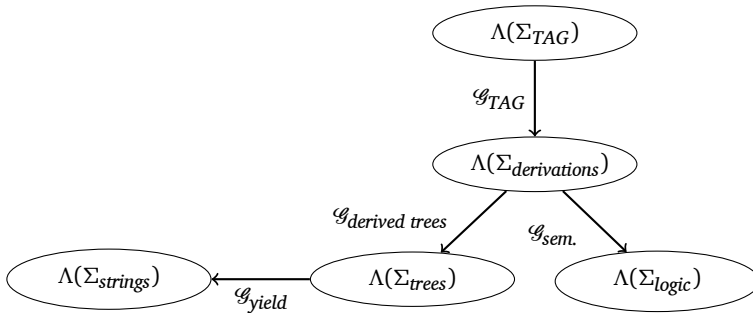 Λ(Σ_TAG)
𝒢_TAG
Λ(Σ_derivations)
𝒢_derived trees
𝒢_sem.
Λ(Σ_strings)
𝒢_yield
Λ(Σ_trees)
Λ(Σ_logic)